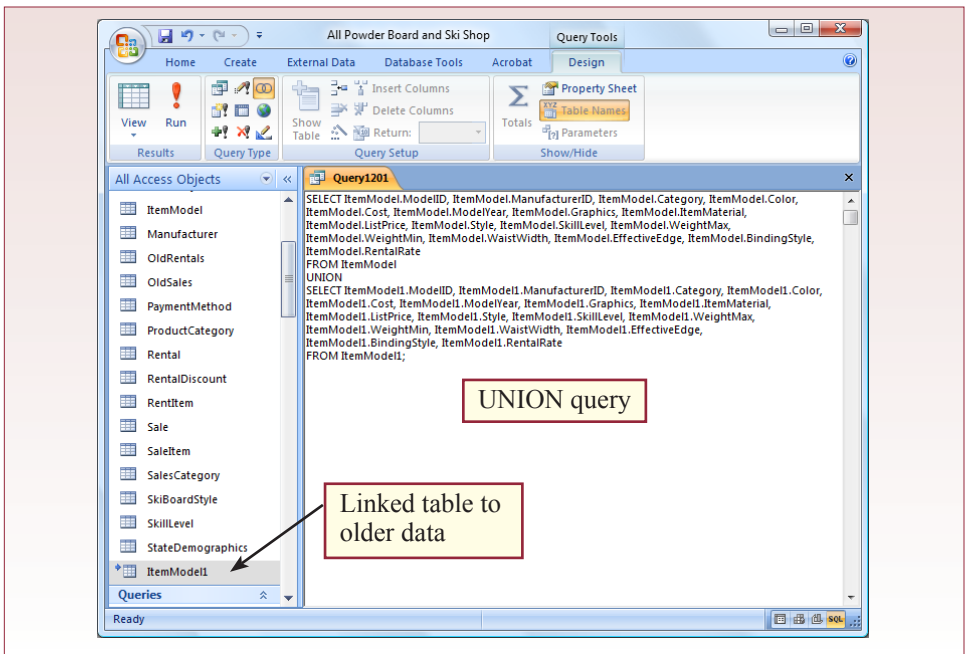 All Powder Board and Ski Shop
Query Tools
Home Create External Data Database Tools Acrobat Design
View
Run
Results
Query Type
Show Table
Insert Columns
Delete Columns
Return:
Query Setup
Totals
Property Sheet
XYZ
Table Names
Parameters
Show/Hide
All Access Objects
ItemModel
Manufacturer
OldRentals
OldSales
PaymentMethod
ProductCategory
Rental
RentalDiscount
RentItem
Sale
SaleItem
SalesCategory
SkiBoardStyle
SkillLevel
StateDemographics
ItemModel1
Queries
Query1201
SELECT ItemModel.ModelID, ItemModel.ManufacturerID, ItemModel.Category, ItemModel.Color,
ItemModel.Cost, ItemModel.ModelYear, ItemModel.Graphics, ItemModel.ItemMaterial,
ItemModel.ListPrice, ItemModel.Style, ItemModel.SkillLevel, ItemModel.WeightMax,
ItemModel.WeightMin, ItemModel.WaistWidth, ItemModel.EffectiveEdge, ItemModel.BindingStyle,
ItemModel.RentalRate
FROM ItemModel
UNION
SELECT ItemModel1.ModelID, ItemModel1.ManufacturerID, ItemModel1.Category, ItemModel1.Color,
ItemModel1.Cost, ItemModel1.ModelYear, ItemModel1.Graphics, ItemModel1.ItemMaterial,
ItemModel1.ListPrice, ItemModel1.Style, ItemModel1.SkillLevel, ItemModel1.WeightMax,
ItemModel1.WeightMin, ItemModel1.WaistWidth, ItemModel1.EffectiveEdge,
ItemModel1.BindingStyle, ItemModel1.RentalRate
FROM ItemModel1;
UNION query
Linked table to
older data
Ready
SQL